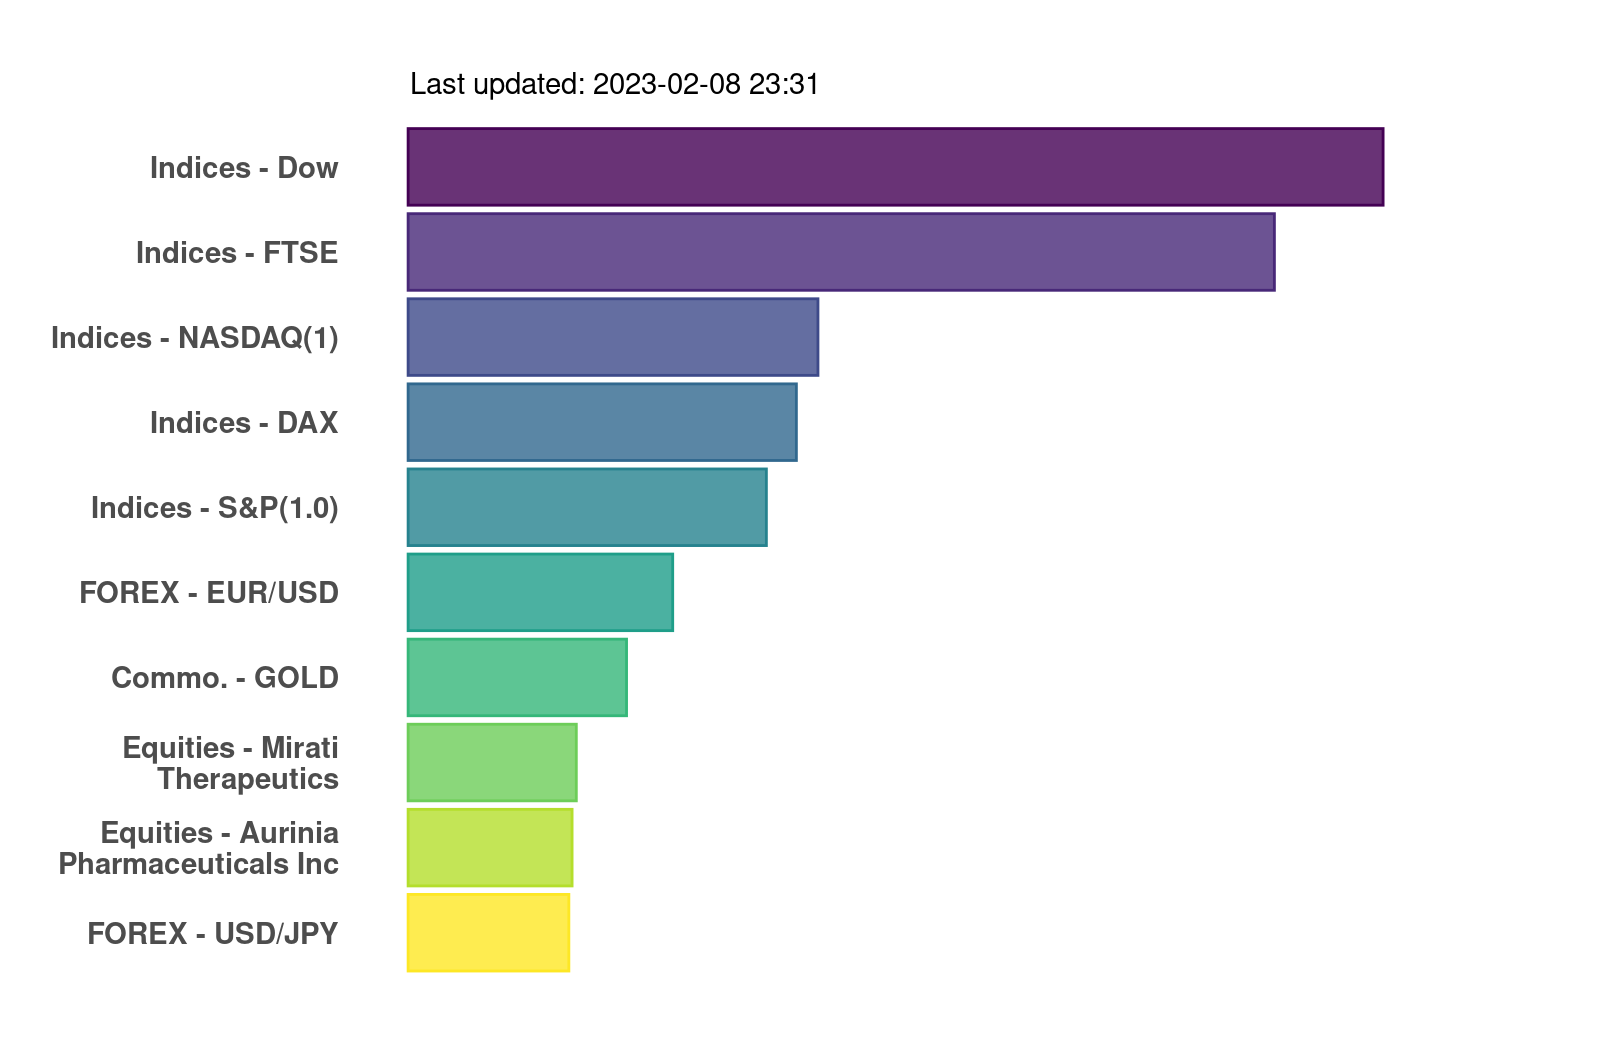 Last updated: 2023-02-08 23:31
Indices - Dow
Indices - FTSE
Indices - NASDAQ(1)
Indices - DAX
Indices - S&P(1.0)
FOREX - EUR/USD
Commo. - GOLD
Equities - Mirati
Therapeutics
Equities - Aurinia
Pharmaceuticals Inc
FOREX - USD/JPY